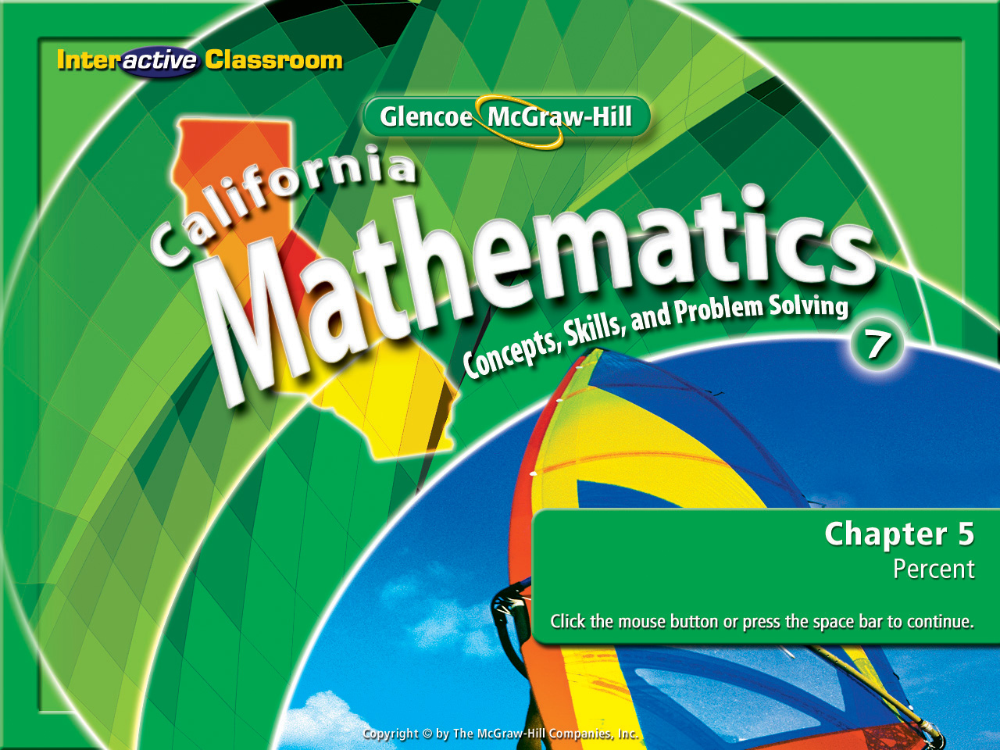 Interactive Classroom
Glencoe McGraw-Hill
California
Mathematics
Concepts, Skills, and Problem Solving
7
Chapter 5
Percent
Click the mouse button or press the space bar to continue.
Copyright © by The McGraw-Hill Companies, Inc.